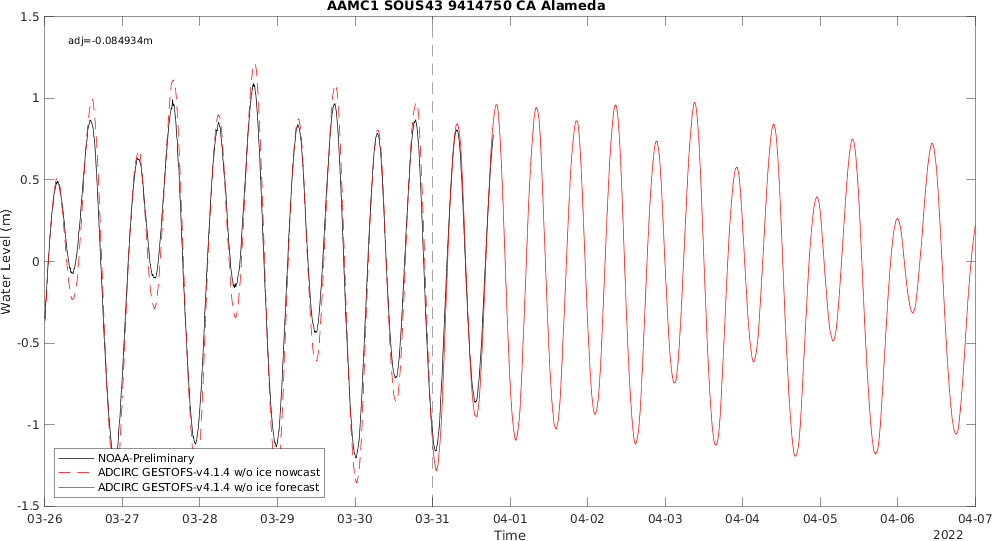 AAMC1 SOUS43 9414750 CA Alameda
adj=-0.084934m
1.5
1
0.5
0
-0.5
-1
-1.5
Water Level (m)
NOAA-Preliminary
ADCIRC GESTOFS-v4.1.4 w/o ice nowcast
ADCIRC GESTOFS-v4.1.4 w/o ice forecast
03-26 03-27 03-28 03-29 03-30 03-31 04-01 04-02 04-03 04-04 04-05 04-06 04-07
Time
2022